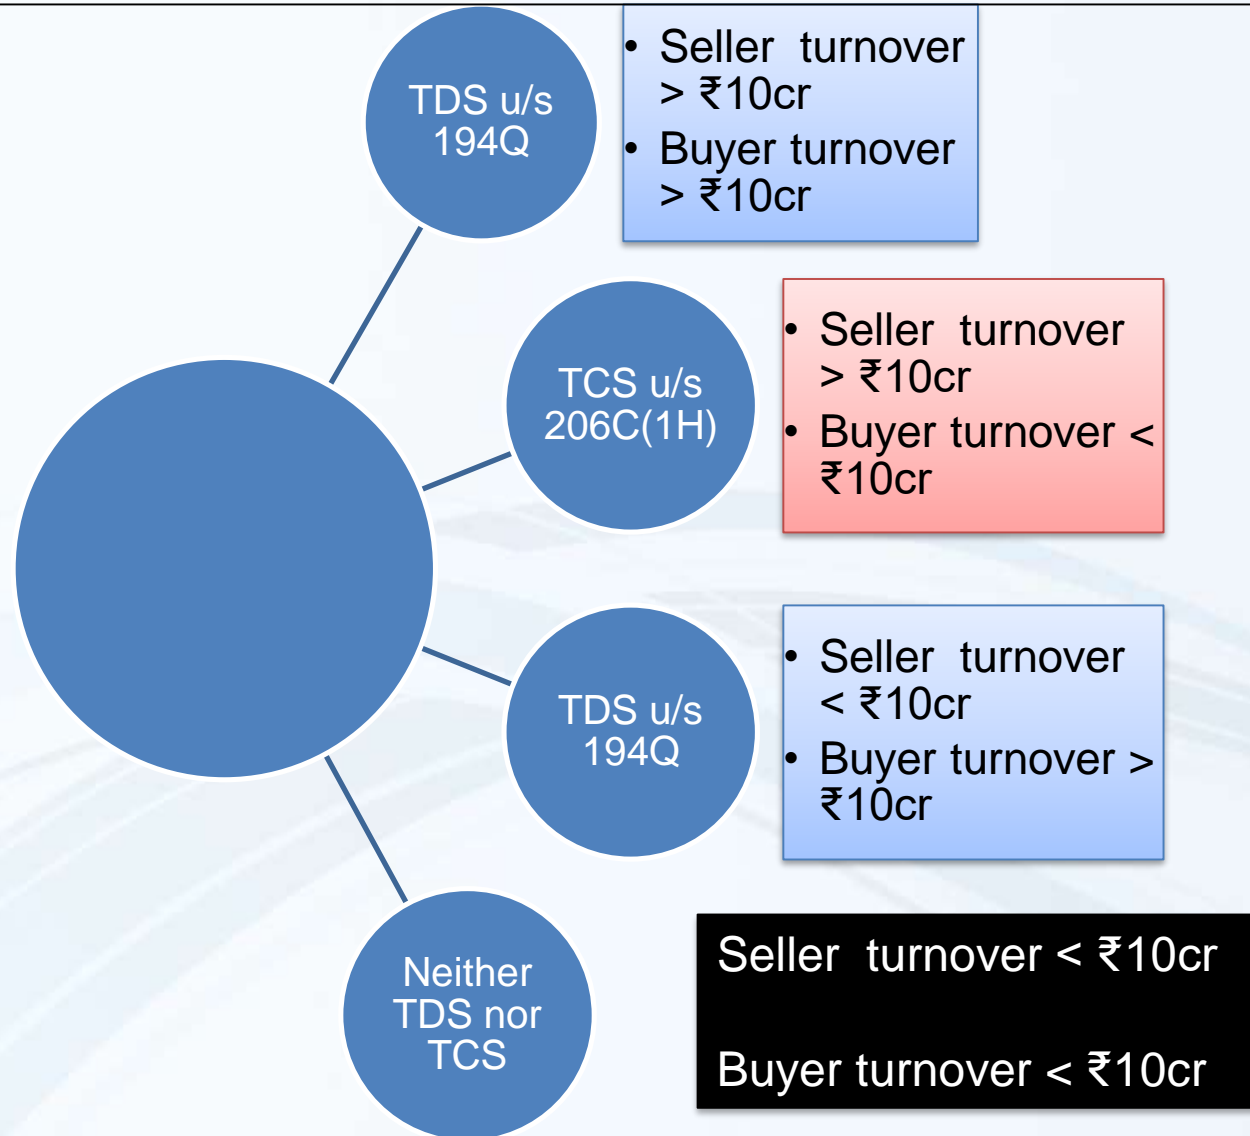 TDS u/s
194Q
• Seller turnover
> ₹10cr
• Buyer turnover
> ₹10cr
TCS u/s
206C(1H)
• Seller turnover
> ₹10cr
• Buyer turnover <
₹10cr
TDS u/s
194Q
• Seller turnover
< ₹10cr
• Buyer turnover >
₹10cr
Neither
TDS nor
TCS
Seller turnover < ₹10cr
Buyer turnover < ₹10cr